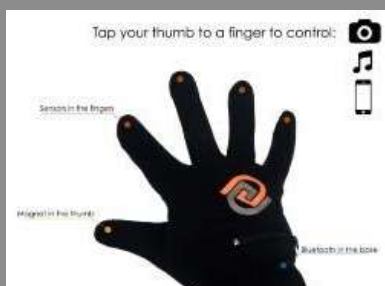 Tap your thumb to a finger to control:
Sensors in the fingers
Magnet in the thumb
Bluetooth in the base